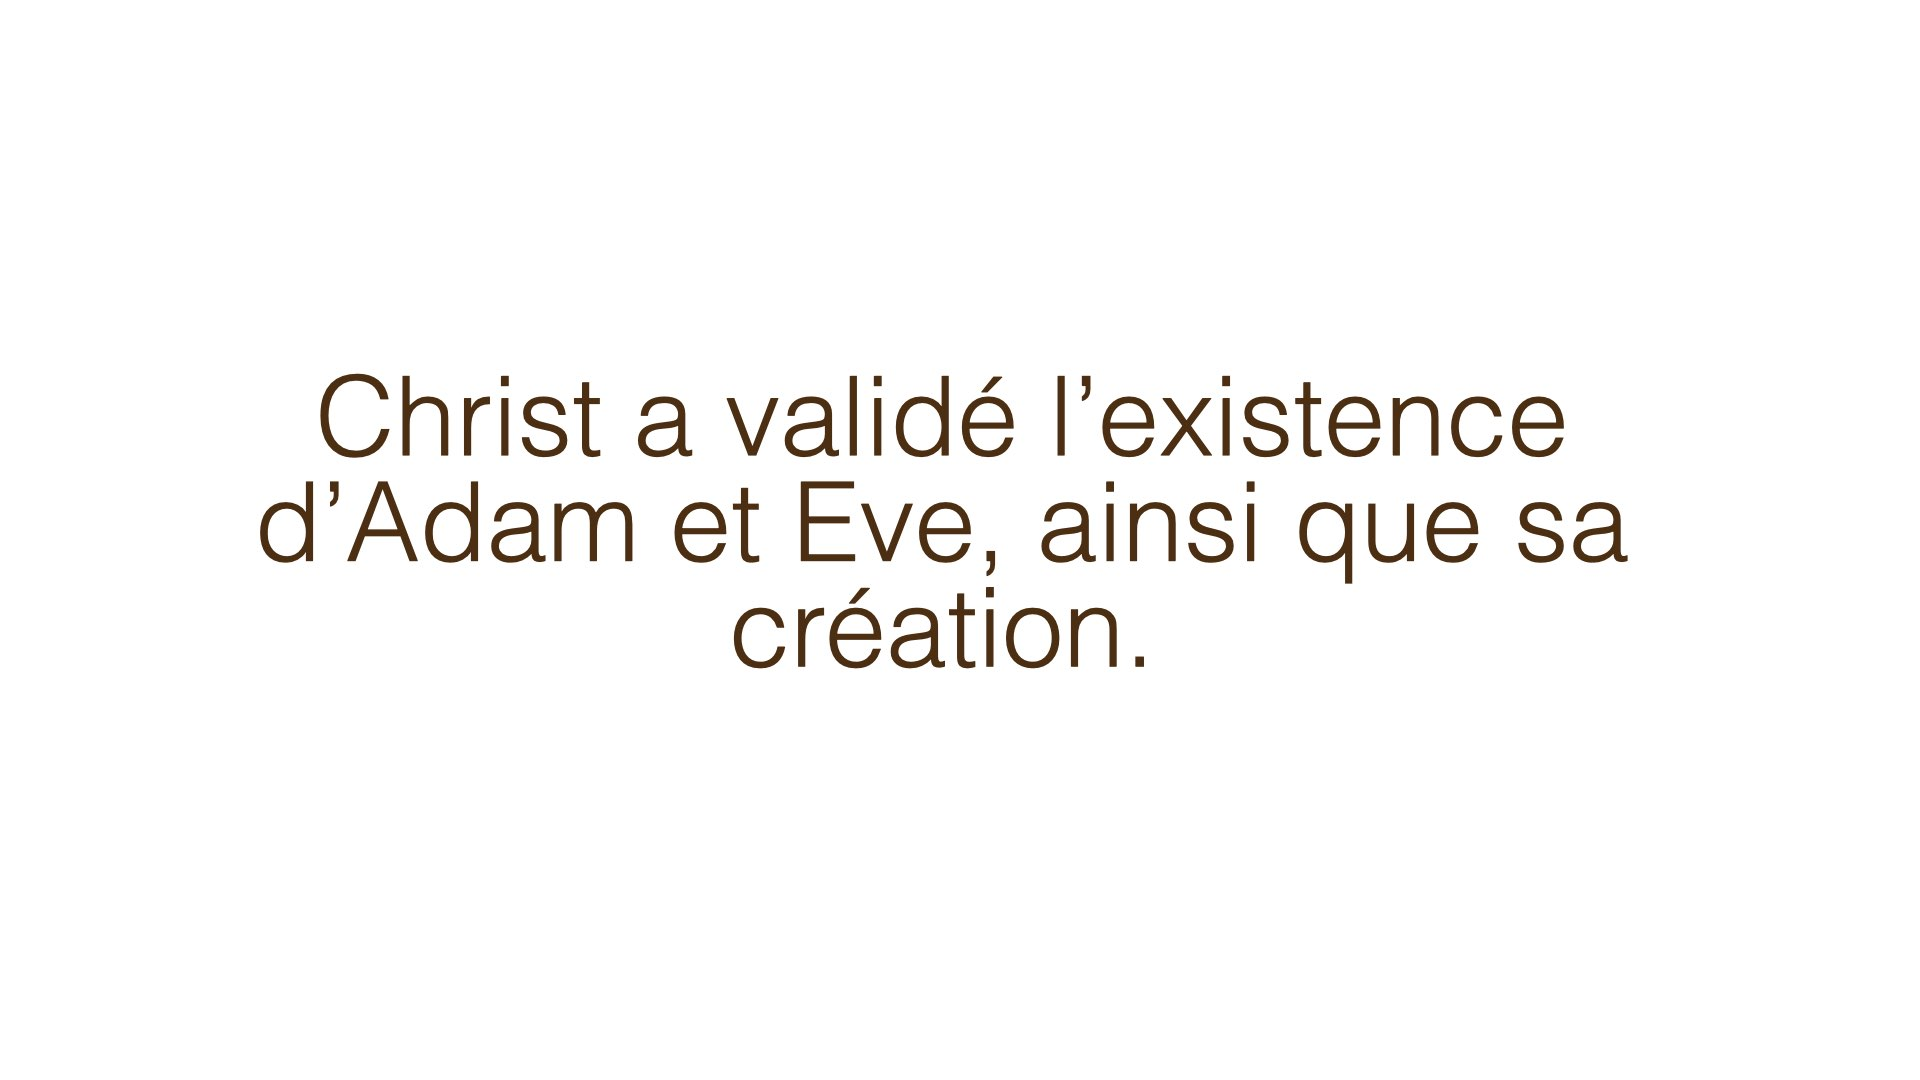 Christ a validé l’existence
d’Adam et Eve, ainsi que sa
création.